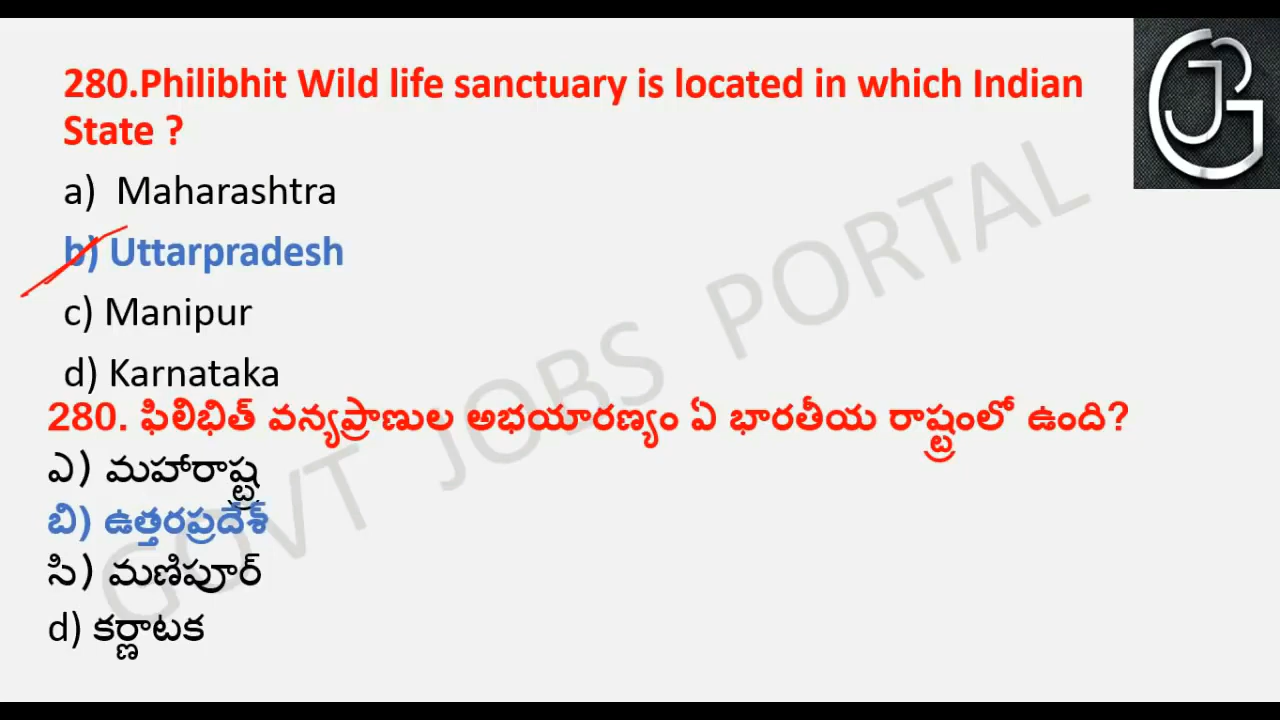 280.Philibhit Wild life sanctuary is located in which Indian
State ?
a) Maharashtra
b) Uttarpradesh
c) Manipur
d) Karnataka
280. ఫిలిభిత్ వన్యప్రాణుల అభయారణ్యం ఏ భారతీయ రాష్ట్రంలో ఉంది?
ఎ) మహారాష్ట్ర
బి) ఉత్తరప్రదేశ్
సి) మణిపూర్
d) కర్ణాటక
GOVT JOBS PORTAL
GJP